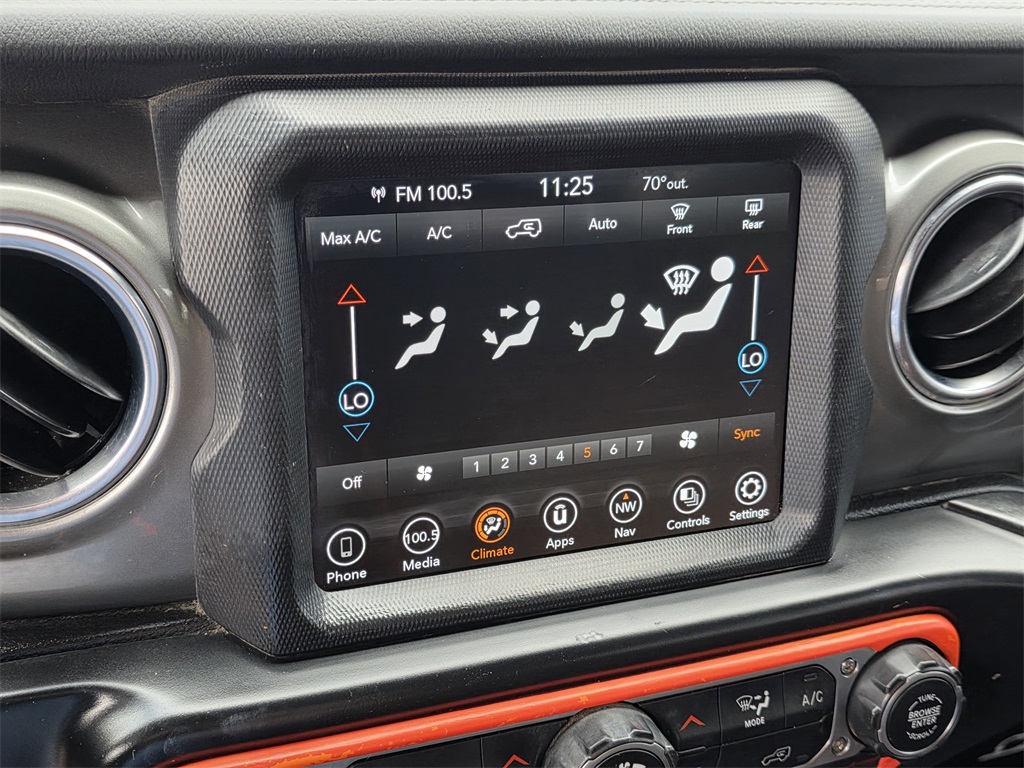 FM 100.5 11:25 70°out.
Max A/C A/C Auto Front Rear
LO LO
Off 1 2 3 4 5 6 7 Sync
100.5 NW
Phone Media Climate Apps Nav Controls Settings
MODE A/C
TUNE
BROWSE
ENTER
SCROLL